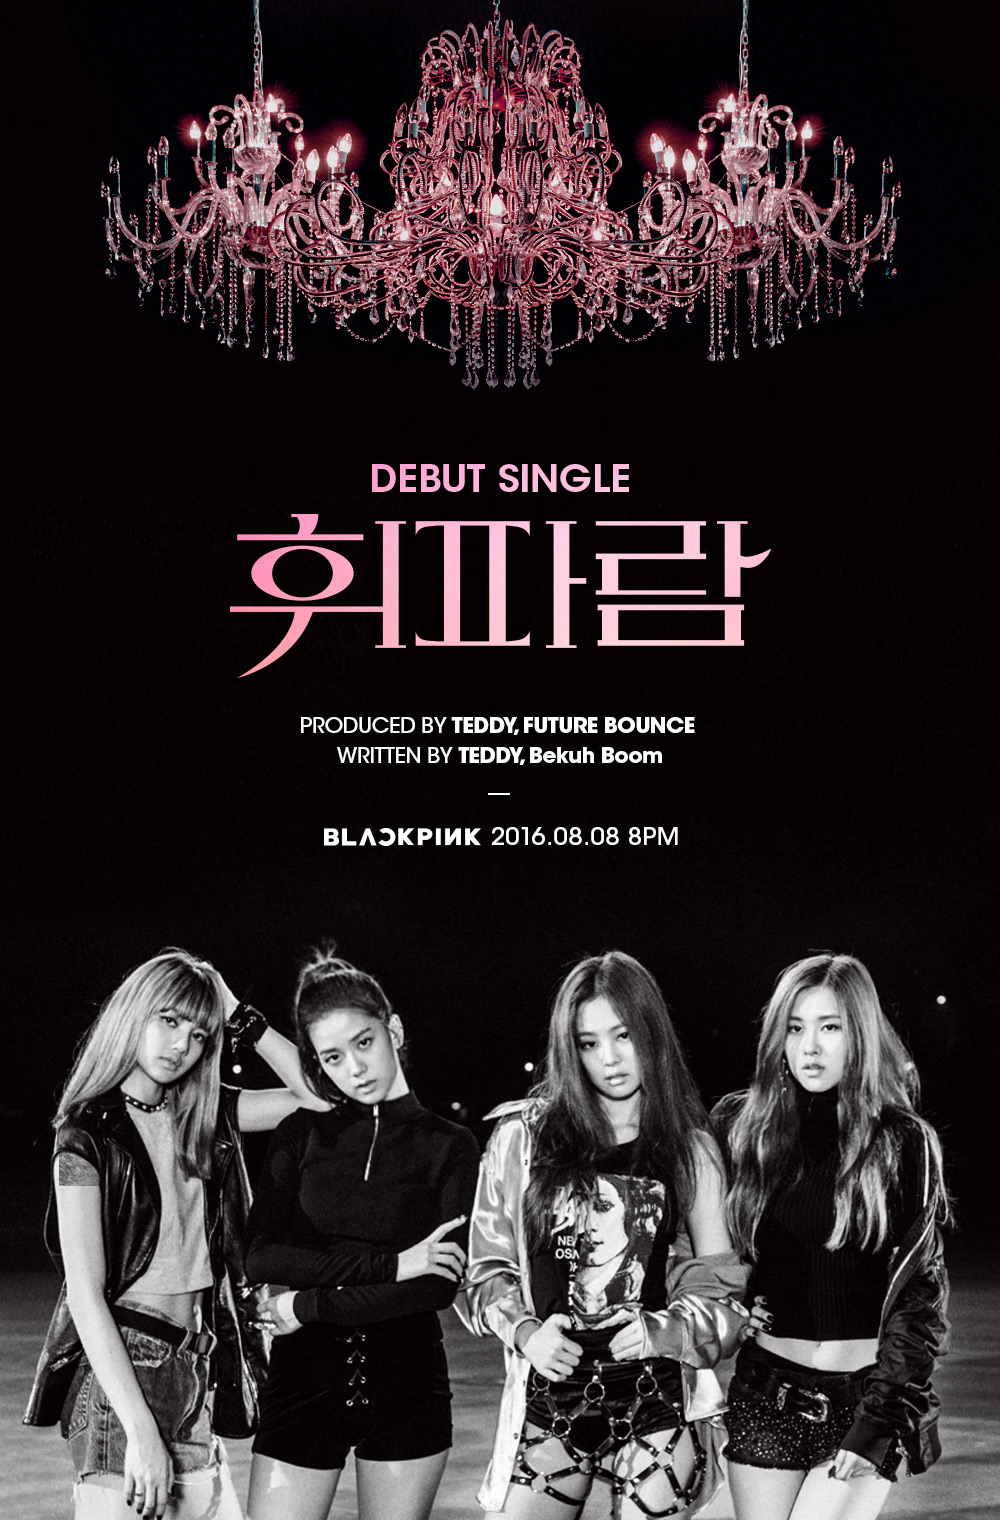 DEBUT SINGLE
휘파람
PRODUCED BY TEDDY, FUTURE BOUNCE
WRITTEN BY TEDDY, Bekuh Boom
BLACKPINK 2016.08.08 8PM